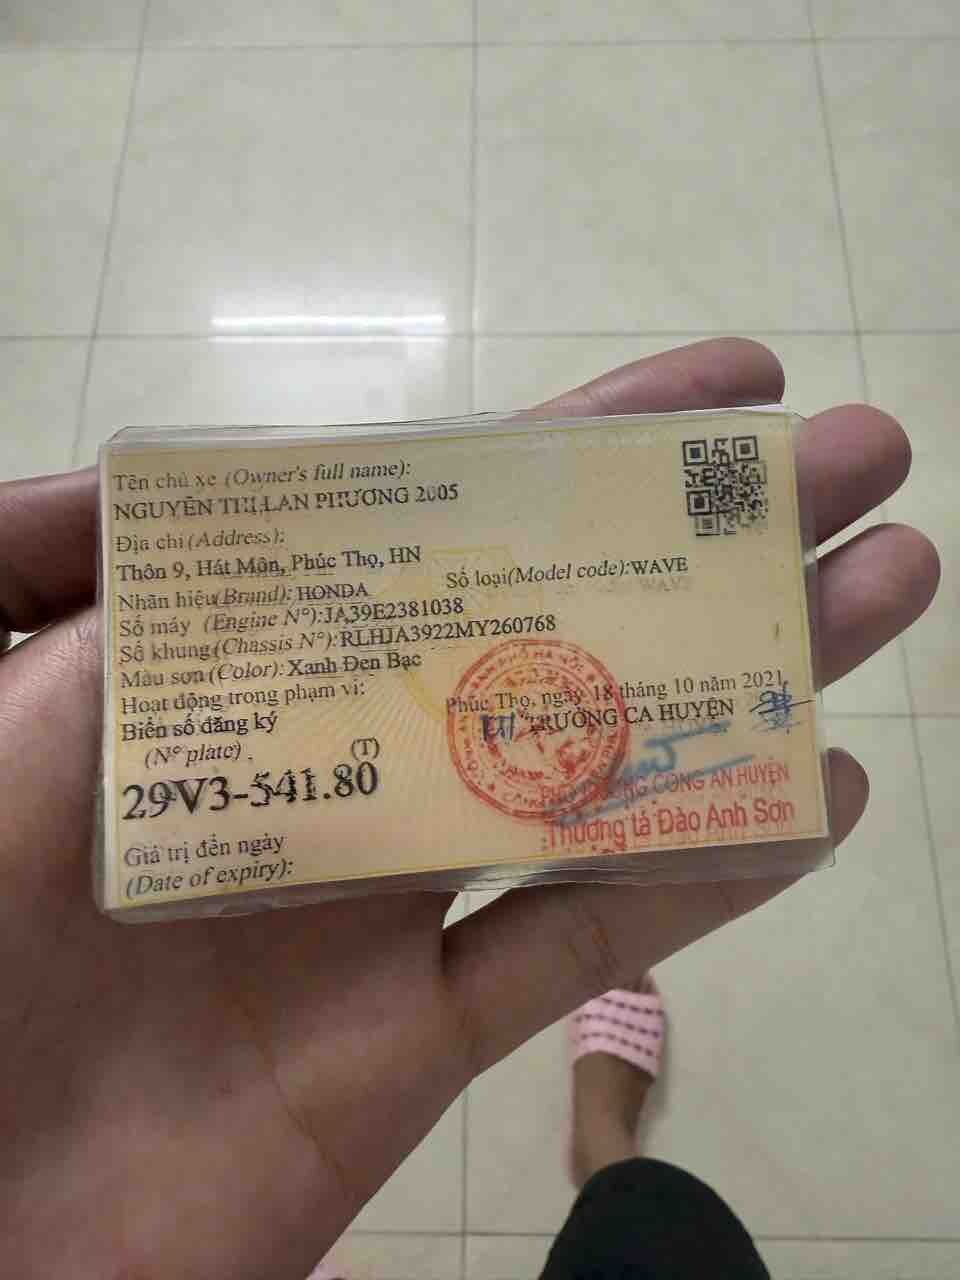 Tên chủ xe (Owner's full name):
NGUYỄN THỊ LAN PHƯƠNG 2005
Địa chỉ (Address):
Thôn 9, Hát Môn, Phúc Thọ, HN
Nhãn hiệu (Brand): HONDA
Số loại (Model code): WAVE
WAVE
Số máy (Engine N°): JA39E2381038
Số khung (Chassis N°): RLHJA3922MY260768
Màu sơn (Color): Xanh Đen Bạc
Hoạt động trong phạm vi:
Phúc Thọ, ngày 18 tháng 10 năm 2021
Biển số đăng ký
TRƯỞNG CA HUYỆN
(N° plate)
(T)
29V3-541.80
CÔNG AN HUYỆN
Thượng tá Đào Anh Sơn
Giá trị đến ngày
(Date of expiry):